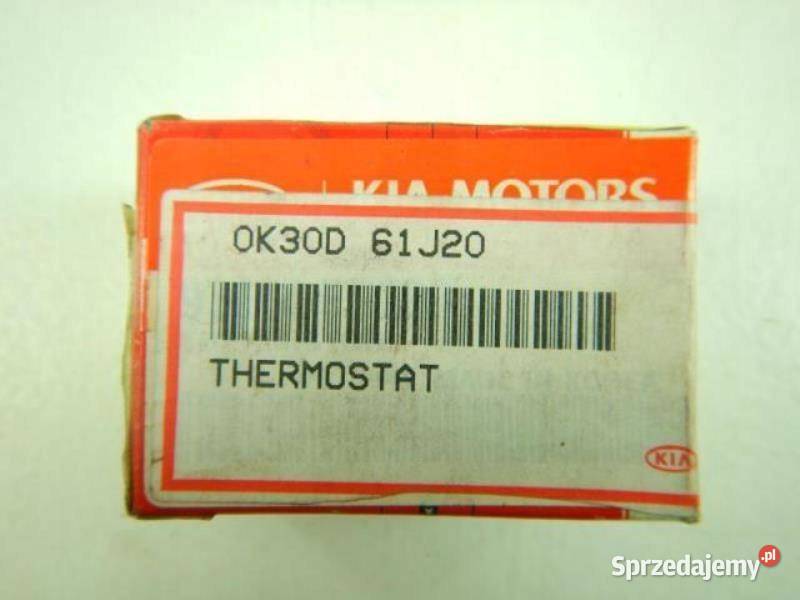 KIA MOTORS
0K30D 61J20
THERMOSTAT
KIA
Sprzedajemy.pl